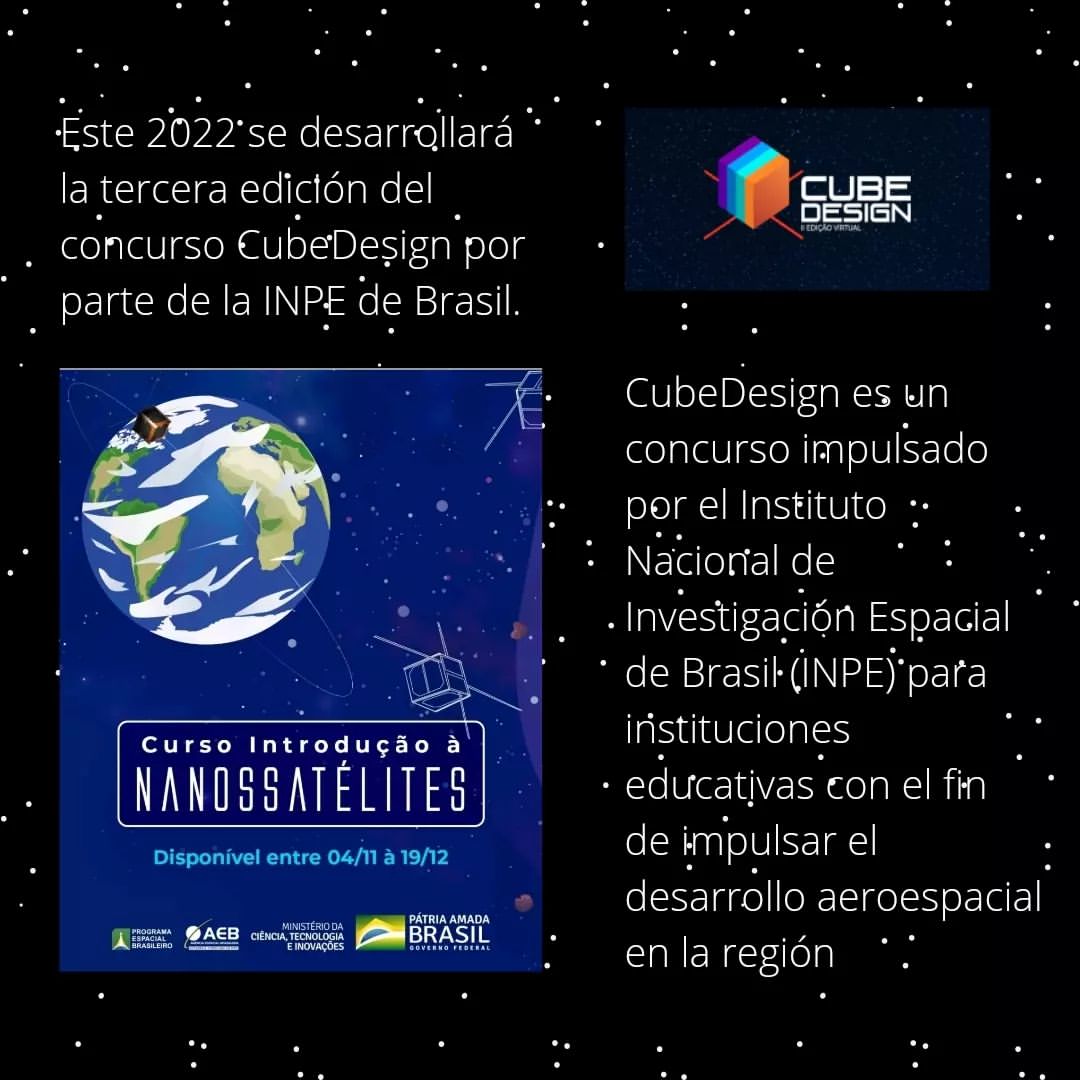 Este 2022 se desarrollará
la tercera edición del
concurso CubeDesign por
parte de la INPE de Brasil.
CUBE
DESIGN
II EDIÇÃO VIRTUAL
CubeDesign es un
concurso impulsado
por el Instituto
Nacional de
Investigación Espacial
de Brasil (INPE) para
instituciones
educativas con el fin
de impulsar el
desarrollo aeroespacial
en la región
Curso Introdução à
NANOSSATÉLITES
Disponível entre 04/11 à 19/12
PROGRAMA
ESPACIAL
BRASILEIRO
AEB
MINISTÉRIO DA
CIÊNCIA, TECNOLOGIA
E INOVAÇÕES
PÁTRIA AMADA
BRASIL
GOVERNO FEDERAL